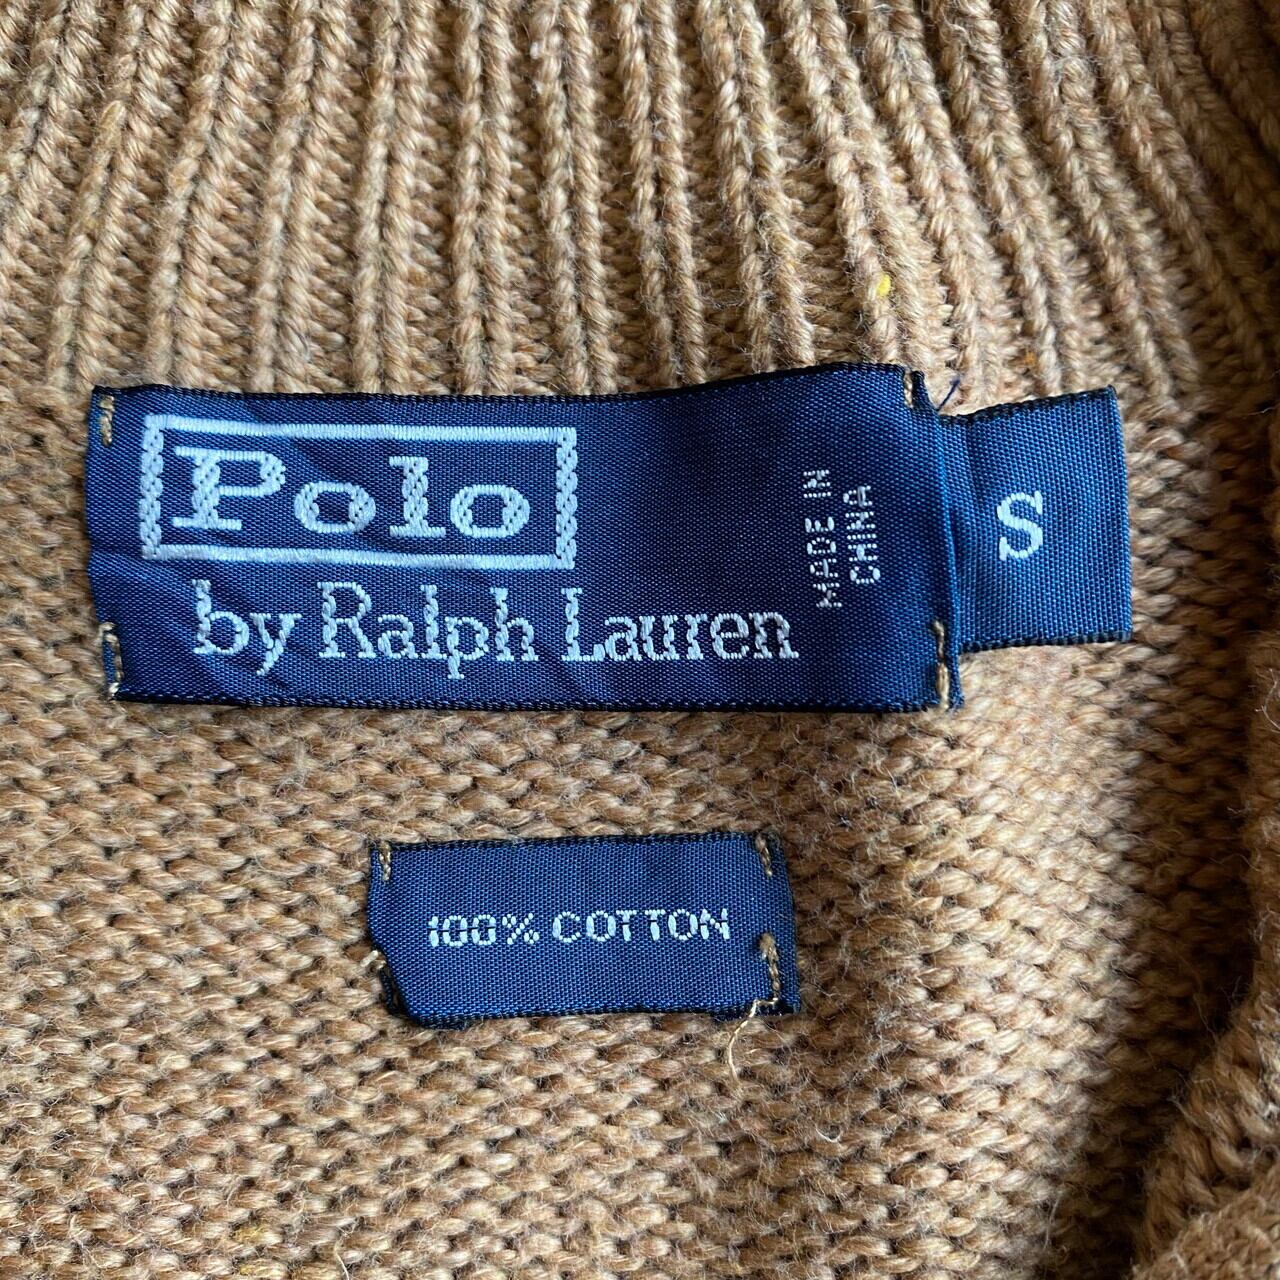 Polo
by Ralph Lauren
MADE IN
CHINA
S
100% COTTON